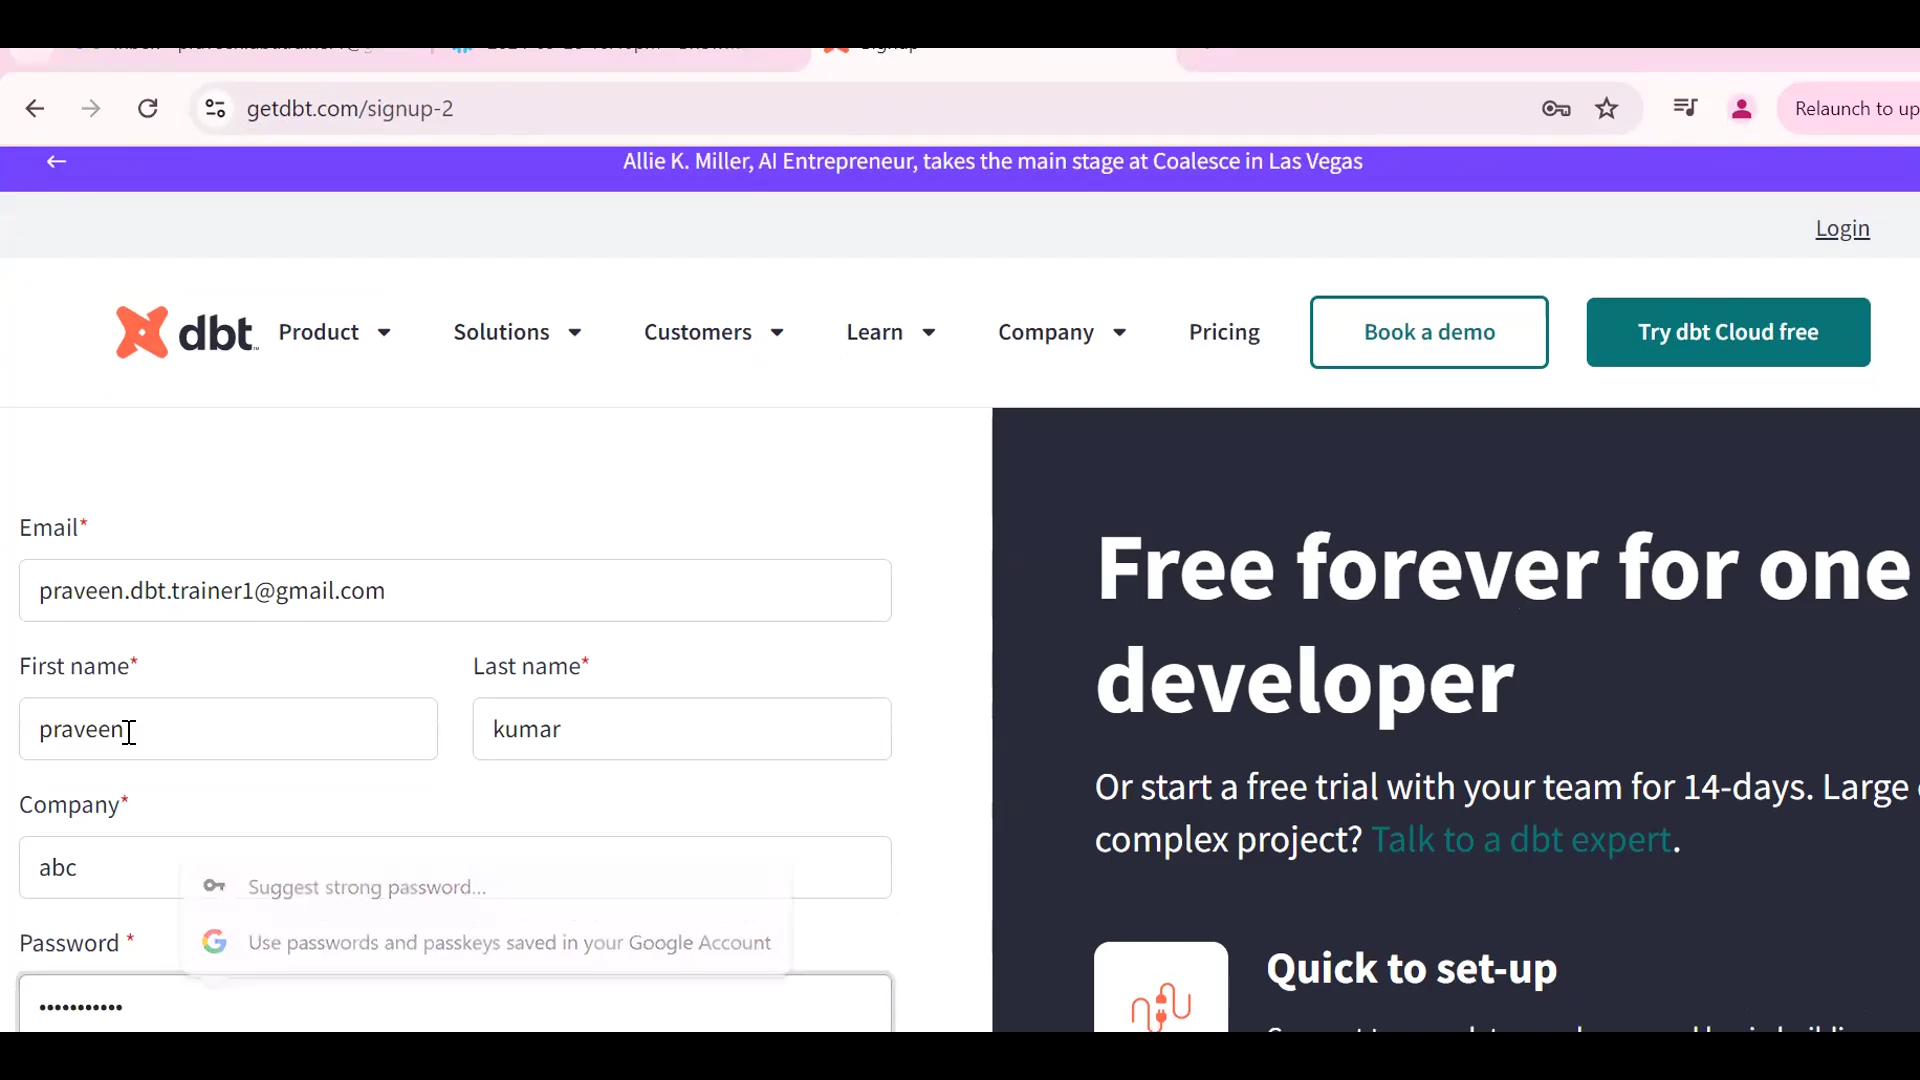 getdbt.com/signup-2
Relaunch to up
Allie K. Miller, AI Entrepreneur, takes the main stage at Coalesce in Las Vegas
Login
dbt
Product
Solutions
Customers
Learn
Company
Pricing
Book a demo
Try dbt Cloud free
Email*
praveen.dbt.trainer1@gmail.com
First name*
Last name*
praveen
kumar
Company*
abc
Suggest strong password...
Use passwords and passkeys saved in your Google Account
Password *
•••••••••••
Free forever for one
developer
Or start a free trial with your team for 14-days. Large
complex project? Talk to a dbt expert.
Quick to set-up